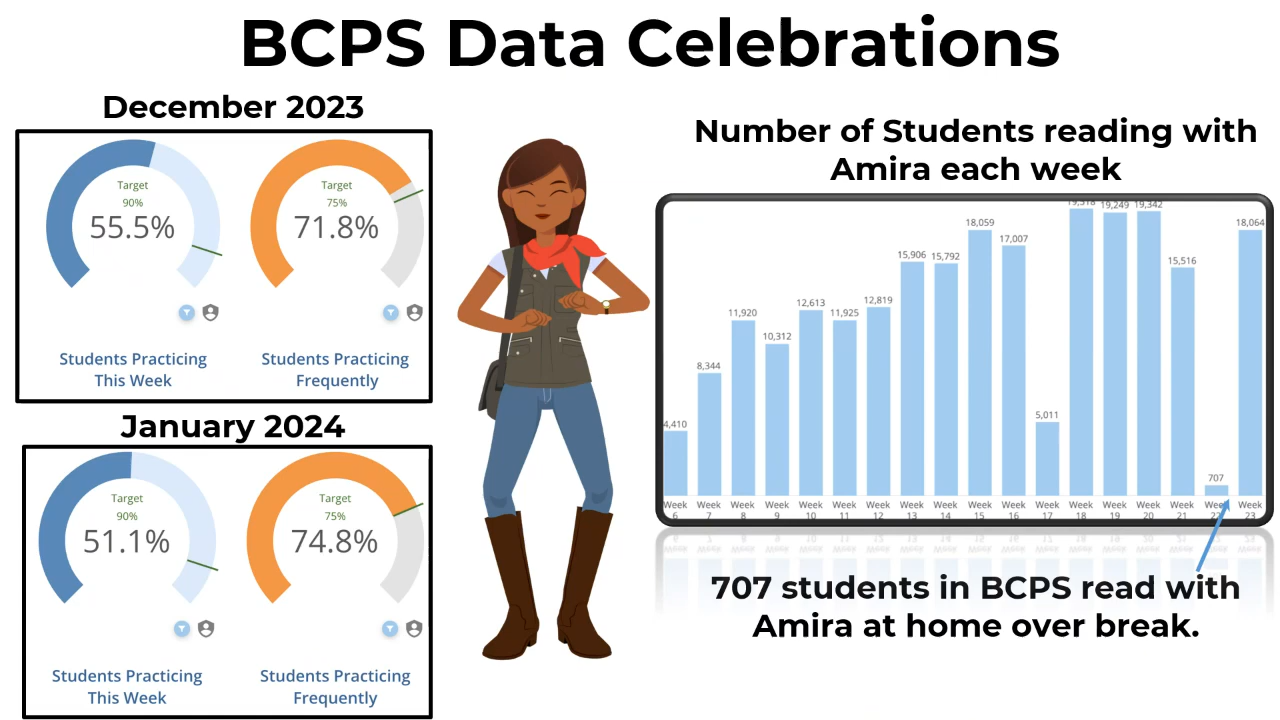 BCPS Data Celebrations
December 2023
Target
90%
55.5%
Students Practicing
This Week
Target
75%
71.8%
Students Practicing
Frequently
January 2024
Target
90%
51.1%
Students Practicing
This Week
Target
75%
74.8%
Students Practicing
Frequently
Number of Students reading with
Amira each week
4,410
8,344
11,920
10,312
12,613
11,925
12,819
15,906
15,792
18,059
17,007
5,011
19,318
19,249
19,342
15,516
707
18,064
Week
6
Week
7
Week
8
Week
9
Week
10
Week
11
Week
12
Week
13
Week
14
Week
15
Week
16
Week
17
Week
18
Week
19
Week
20
Week
21
Week
22
Week
23
707 students in BCPS read with
Amira at home over break.